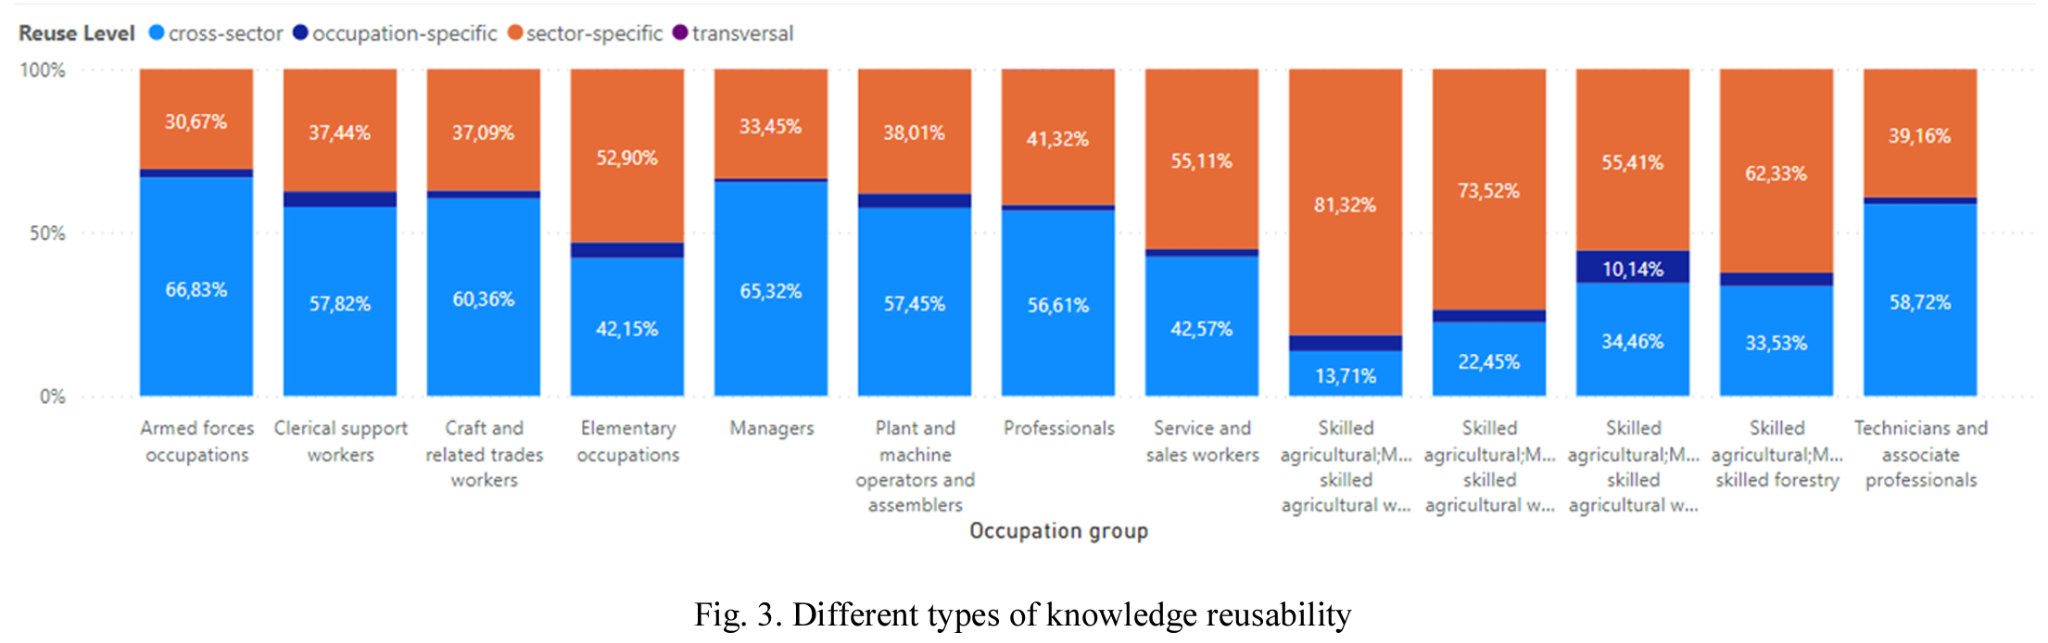 Reuse Level cross-sector occupation-specific sector-specific transversal
100%
50%
0%
30,67% 37,44% 37,09% 52,90% 33,45% 38,01% 41,32% 55,11% 81,32% 73,52% 55,41% 62,33% 39,16%
10,14%
66,83% 57,82% 60,36% 42,15% 65,32% 57,45% 56,61% 42,57% 13,71% 22,45% 34,46% 33,53% 58,72%
Armed forces
occupations
Clerical support
workers
Craft and
related trades
workers
Elementary
occupations
Managers
Plant and
machine
operators and
assemblers
Professionals
Service and
sales workers
Skilled
agricultural;M...
skilled
agricultural w...
Skilled
agricultural;M...
skilled
agricultural w...
Skilled
agricultural;M...
skilled
agricultural w...
Skilled
agricultural;M...
skilled forestry
Technicians and
associate
professionals
Occupation group
Fig. 3. Different types of knowledge reusability